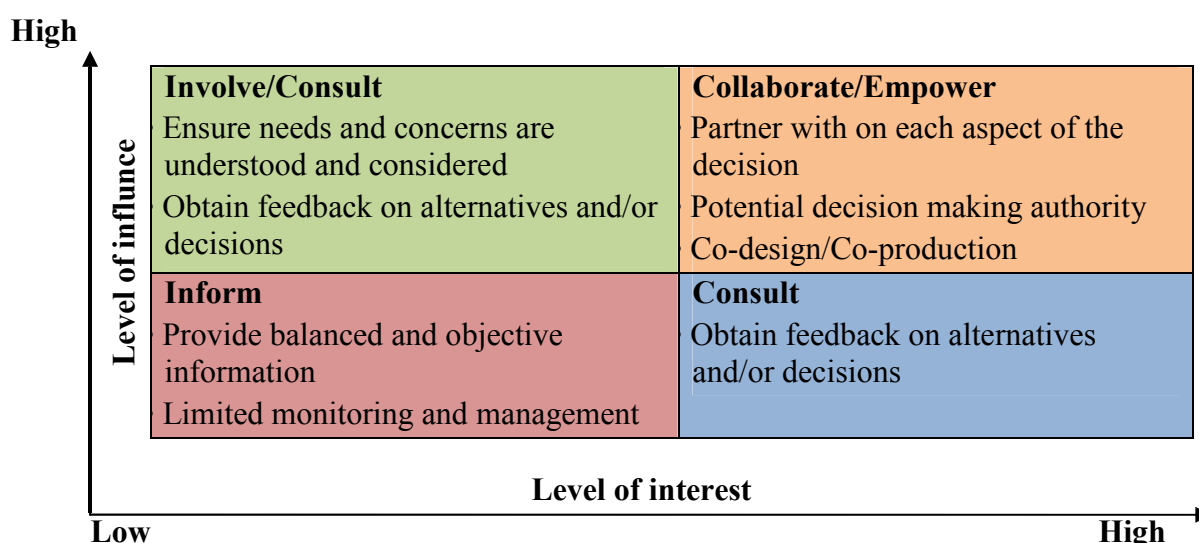 High
Level of influnce
Involve/Consult
Ensure needs and concerns are
understood and considered
Obtain feedback on alternatives and/or
decisions
Collaborate/Empower
Partner with on each aspect of the
decision
Potential decision making authority
Co-design/Co-production
Inform
Provide balanced and objective
information
Limited monitoring and management
Consult
Obtain feedback on alternatives
and/or decisions
Level of interest
Low
High